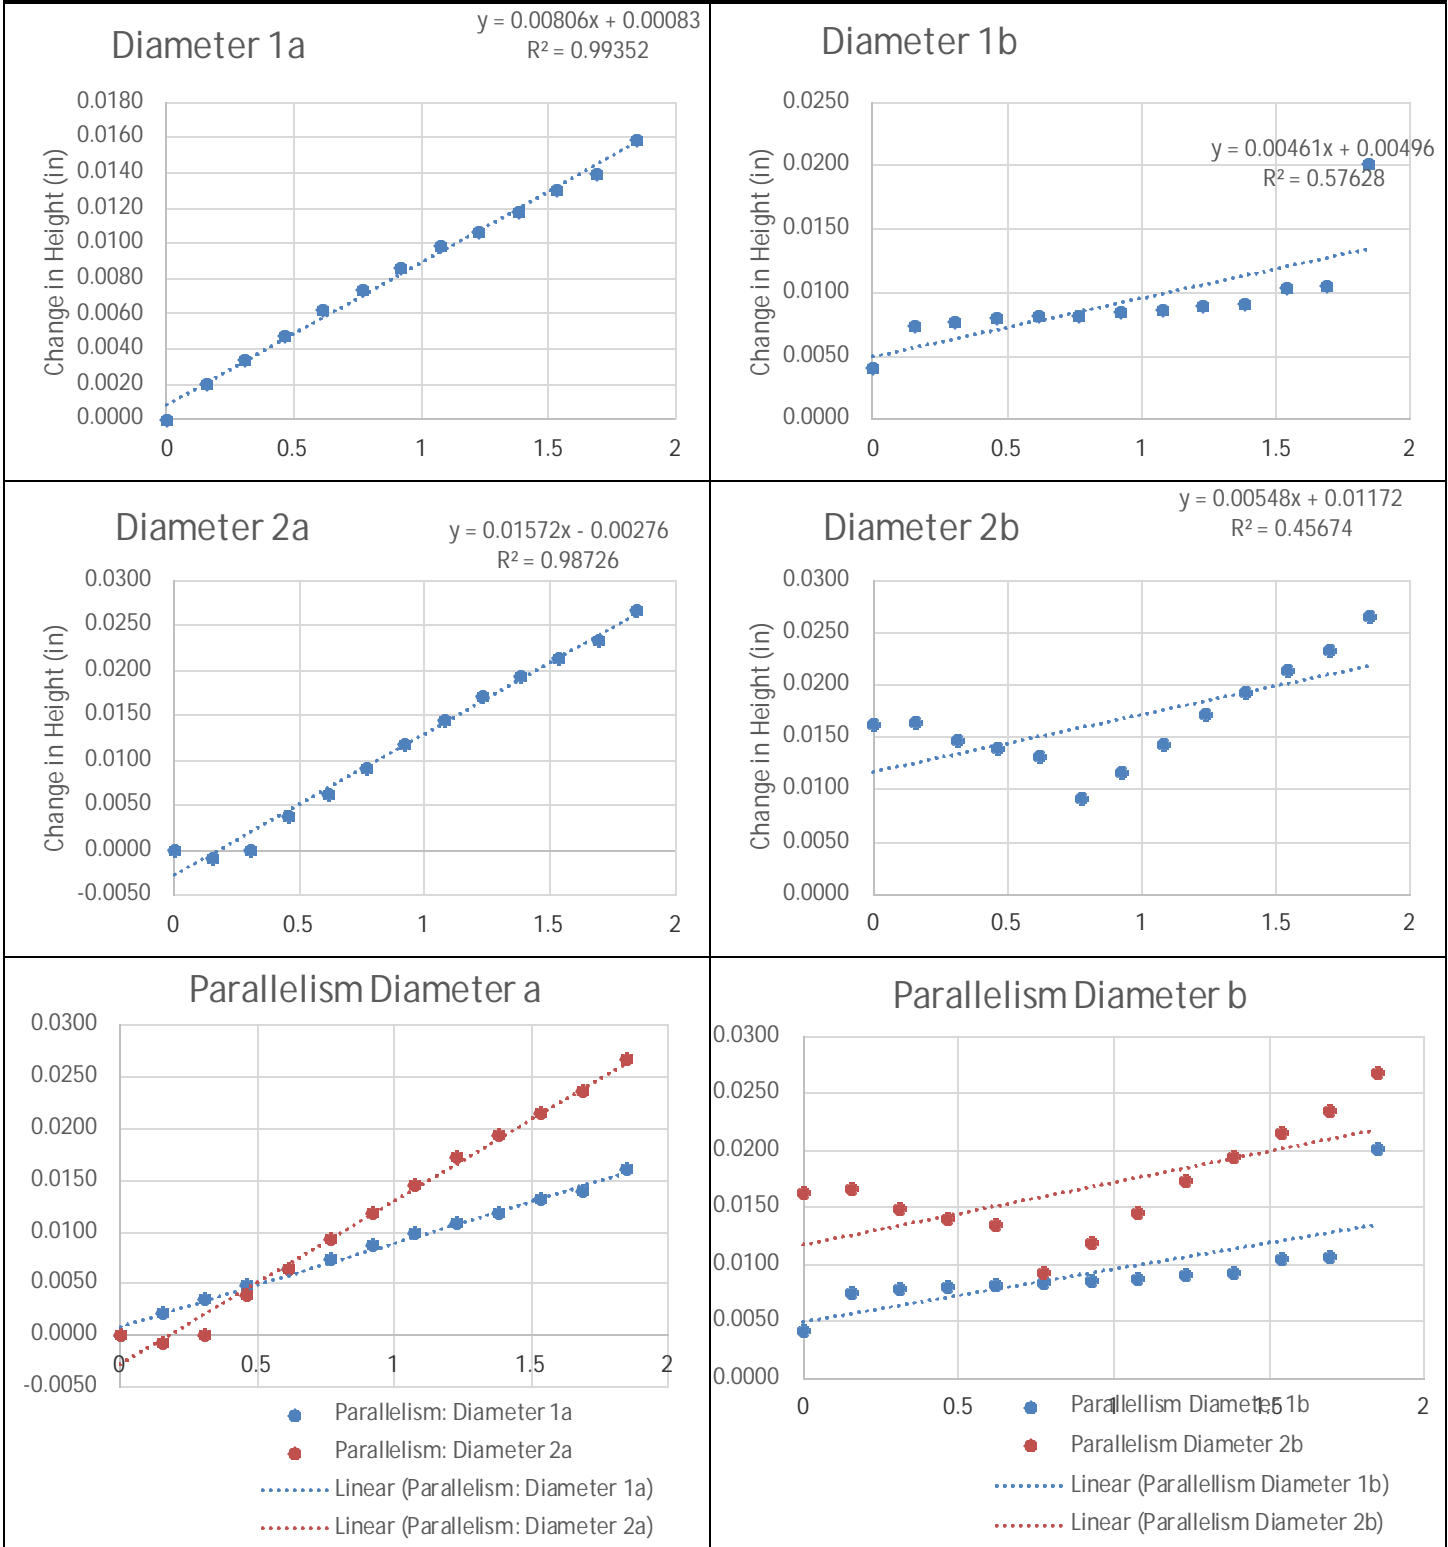 Diameter 1a
y = 0.00806x + 0.00083
R² = 0.99352
Change in Height (in)
0.0180
0.0160
0.0140
0.0120
0.0100
0.0080
0.0060
0.0040
0.0020
0.0000
0 0.5 1 1.5 2
Diameter 1b
y = 0.00461x + 0.00496
R² = 0.57628
Change in Height (in)
0.0250
0.0200
0.0150
0.0100
0.0050
0.0000
0 0.5 1 1.5 2
Diameter 2a
y = 0.01572x - 0.00276
R² = 0.98726
Change in Height (in)
0.0300
0.0250
0.0200
0.0150
0.0100
0.0050
0.0000
-0.0050
0 0.5 1 1.5 2
Diameter 2b
y = 0.00548x + 0.01172
R² = 0.45674
Change in Height (in)
0.0300
0.0250
0.0200
0.0150
0.0100
0.0050
0.0000
0 0.5 1 1.5 2
Parallelism Diameter a
0.0300
0.0250
0.0200
0.0150
0.0100
0.0050
0.0000
-0.0050
0 0.5 1 1.5 2
Parallelism: Diameter 1a
Parallelism: Diameter 2a
Linear (Parallelism: Diameter 1a)
Linear (Parallelism: Diameter 2a)
Parallelism Diameter b
0.0300
0.0250
0.0200
0.0150
0.0100
0.0050
0.0000
0 0.5 1 1.5 2
Parallellism Diameter 1b
Parallelism Diameter 2b
Linear (Parallellism Diameter 1b)
Linear (Parallelism Diameter 2b)